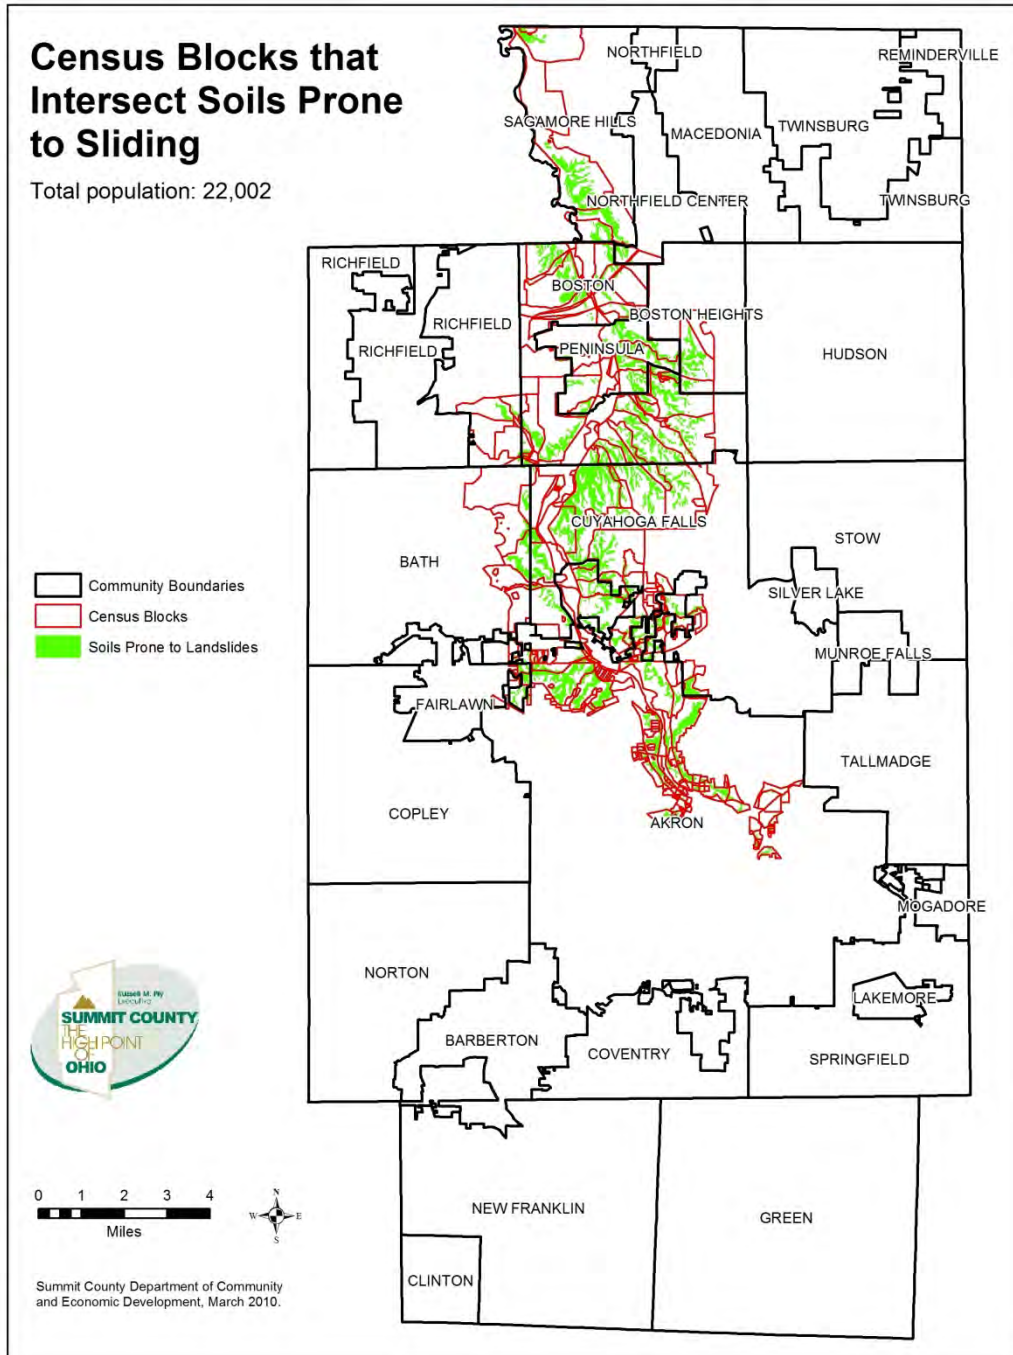 Census Blocks that
Intersect Soils Prone
to Sliding
Total population: 22,002
NORTHFIELD
REMINDERVILLE
SAGAMORE HILLS
MACEDONIA
TWINSBURG
NORTHFIELD CENTER
TWINSBURG
RICHFIELD
BOSTON
RICHFIELD
BOSTON HEIGHTS
RICHFIELD
PENINSULA
HUDSON
CUYAHOGA FALLS
STOW
BATH
SILVER LAKE
MUNROE FALLS
Community Boundaries
Census Blocks
Soils Prone to Landslides
FAIRLAWN
TALLMADGE
COPLEY
AKRON
MOGADORE
NORTON
LAKEMORE
BARBERTON
COVENTRY
SPRINGFIELD
Russell M. Pry
Executive
SUMMIT COUNTY
THE
HIGH POINT
OF
OHIO
NEW FRANKLIN
GREEN
CLINTON
0 1 2 3 4
Miles
N
W E
S
Summit County Department of Community
and Economic Development, March 2010.